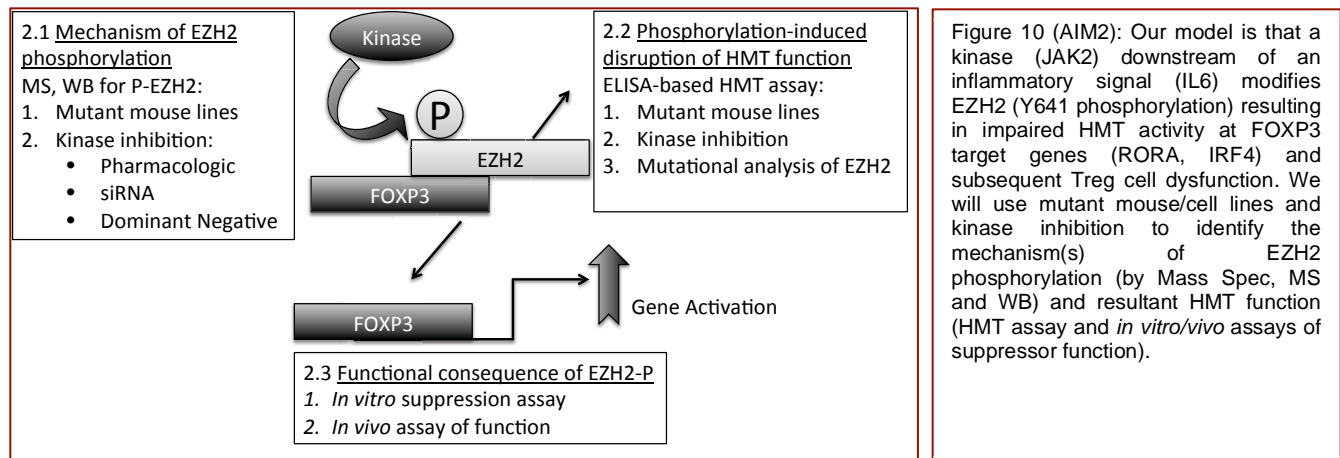 2.1 Mechanism of EZH2
phosphorylation
MS, WB for P-EZH2:
1. Mutant mouse lines
2. Kinase inhibition:
• Pharmacologic
• siRNA
• Dominant Negative
Kinase
P
EZH2
FOXP3
2.2 Phosphorylation-induced
disruption of HMT function
ELISA-based HMT assay:
1. Mutant mouse lines
2. Kinase inhibition
3. Mutational analysis of EZH2
FOXP3
Gene Activation
2.3 Functional consequence of EZH2-P
1. In vitro suppression assay
2. In vivo assay of function
Figure 10 (AIM2): Our model is that a
kinase (JAK2) downstream of an
inflammatory signal (IL6) modifies
EZH2 (Y641 phosphorylation) resulting
in impaired HMT activity at FOXP3
target genes (RORA, IRF4) and
subsequent Treg cell dysfunction. We
will use mutant mouse/cell lines and
kinase inhibition to identify the
mechanism(s) of EZH2
phosphorylation (by Mass Spec, MS
and WB) and resultant HMT function
(HMT assay and in vitro/vivo assays of
suppressor function).